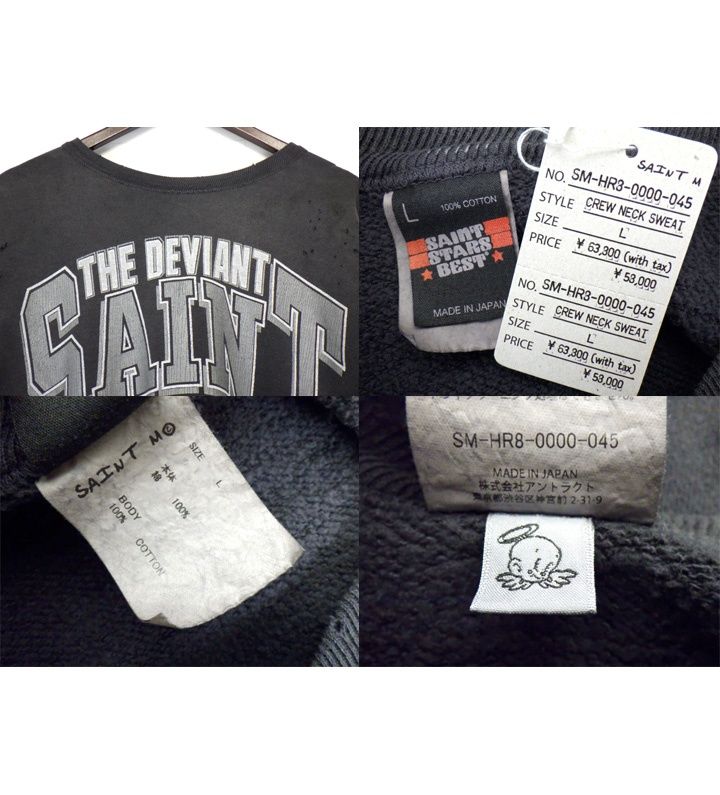 THE DEVIANT
SAINT
L
100% COTTON
SAINT
STARS
BEST
MADE IN JAPAN
SAINT M
NO. SM-HR3-0000-045
STYLE CREW NECK SWEAT
SIZE L
PRICE ¥ 63,300 (with tax)
¥ 53,000
NO. SM-HR3-0000-045
STYLE CREW NECK SWEAT
SIZE L
PRICE ¥ 63,300 (with tax)
¥ 53,000
SAINT M
SIZE L
本体
綿 100%
BODY
100% COTTON
SM-HR8-0000-045
MADE IN JAPAN
株式会社アントラクト
東京都渋谷区神宮前2-31-9